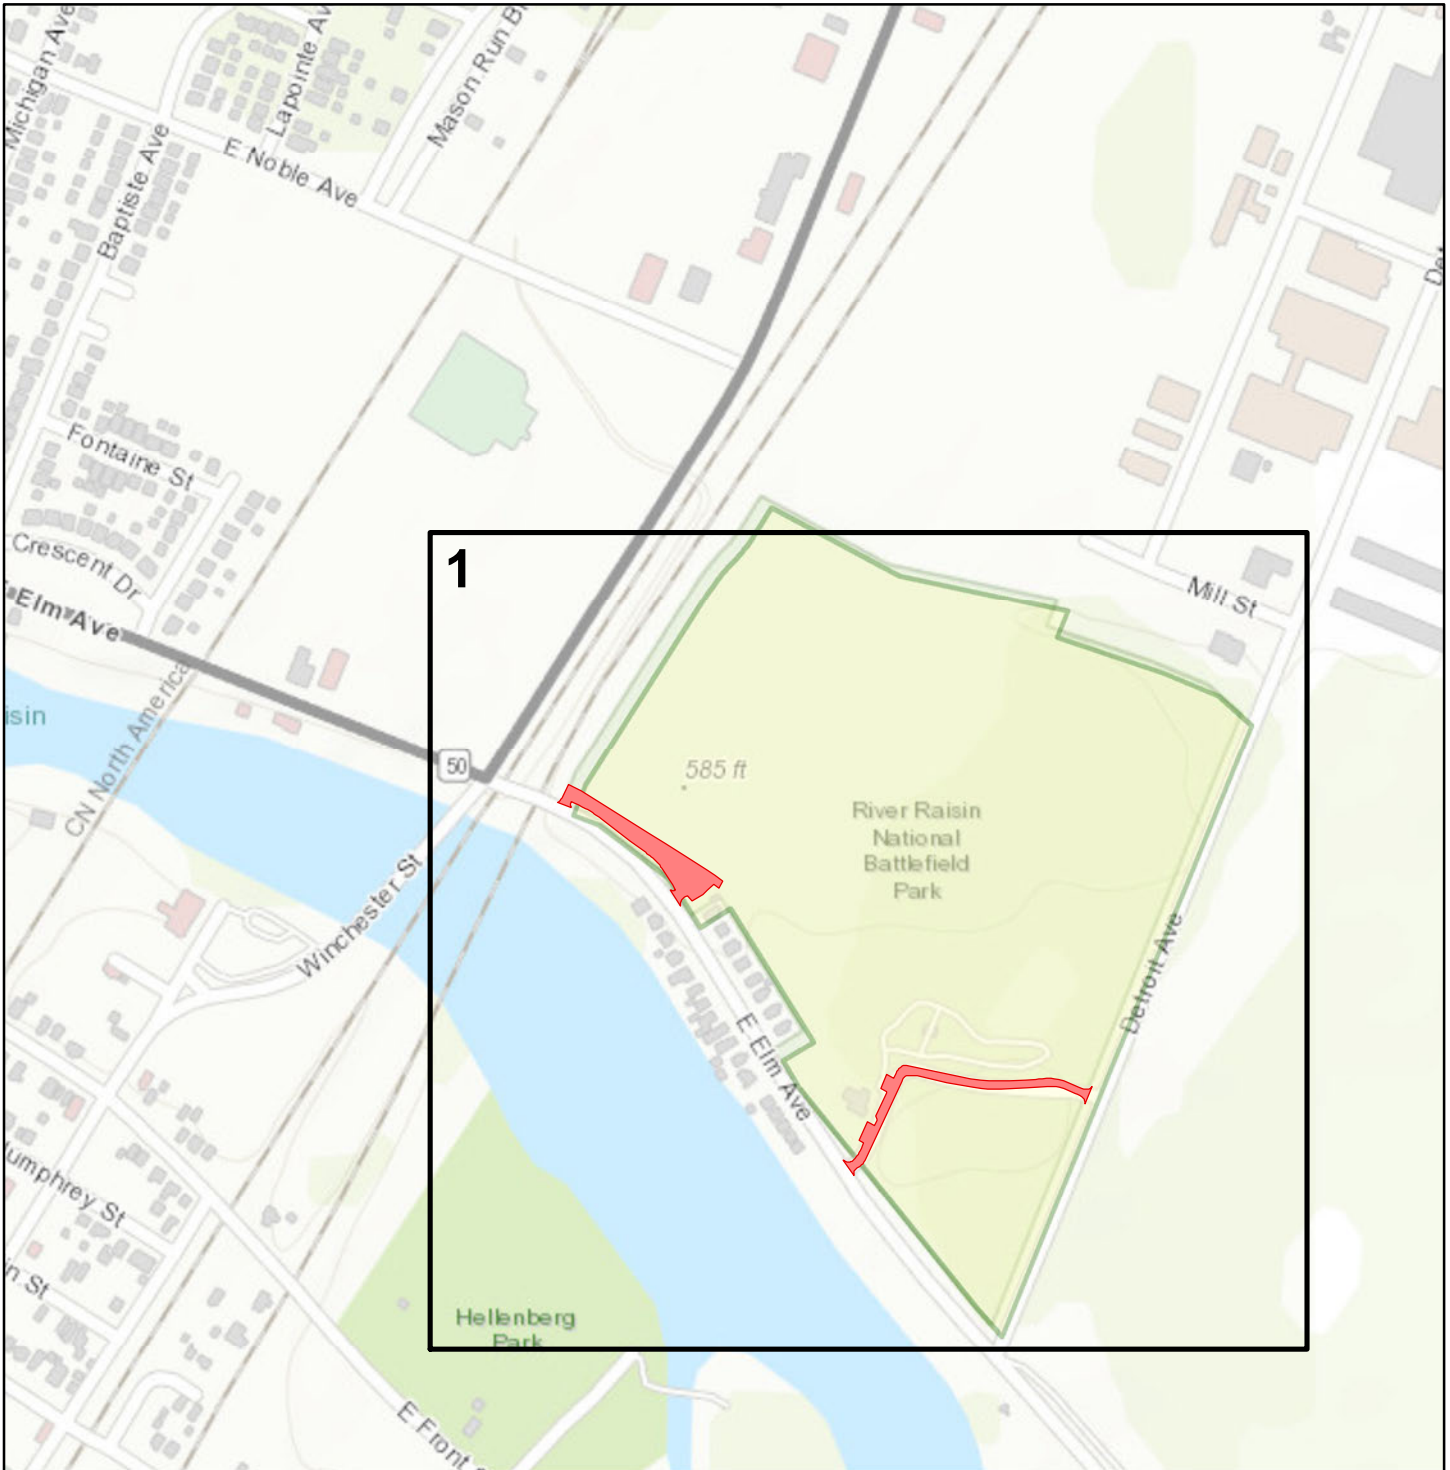 Michigan Ave
Lapointe Av
Mason Run Bl
Baptiste Ave
E Noble Ave
Fontaine St
Crescent Dr
Elm Ave
1
Mill St
isin
CN North America
50
585 ft
River Raisin
National
Battlefield
Park
Winchester St
Detroit Ave
E Elm Ave
umphrey St
in St
Hellenberg
Park
E Front